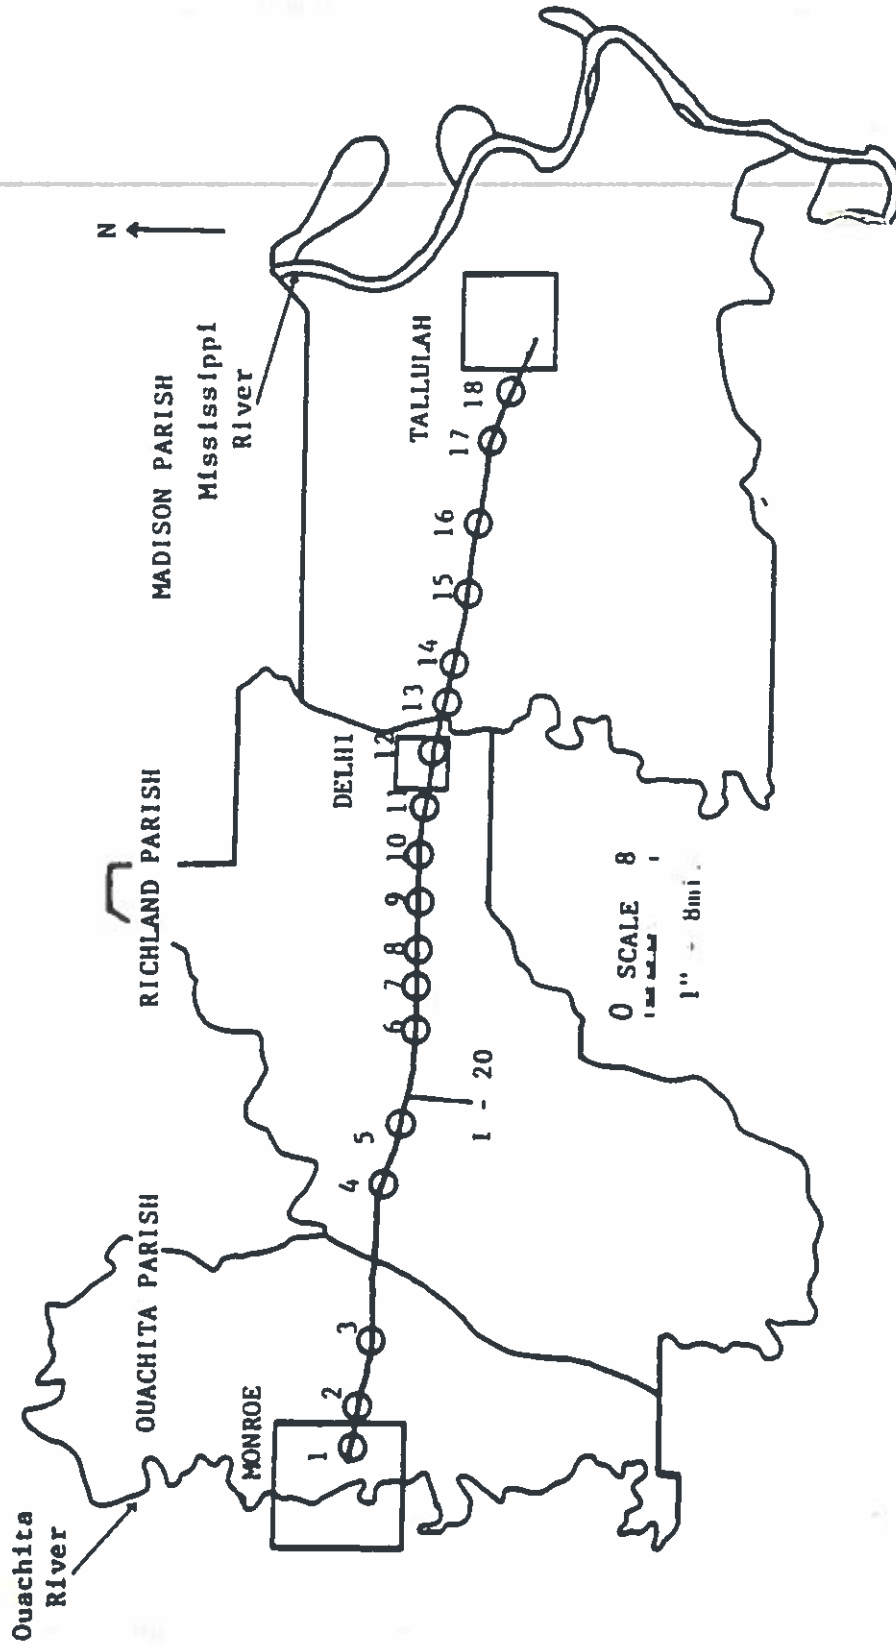 Ouachita
River
OUACHITA PARISH
MONROE
1
2
3
4
5
I - 20
RICHLAND PARISH
6
7
8
9
10
11
12
DELHI
13
14
15
16
17
18
TALLULAH
MADISON PARISH
Mississippi
River
N
0 SCALE 8
1" - 8mi.